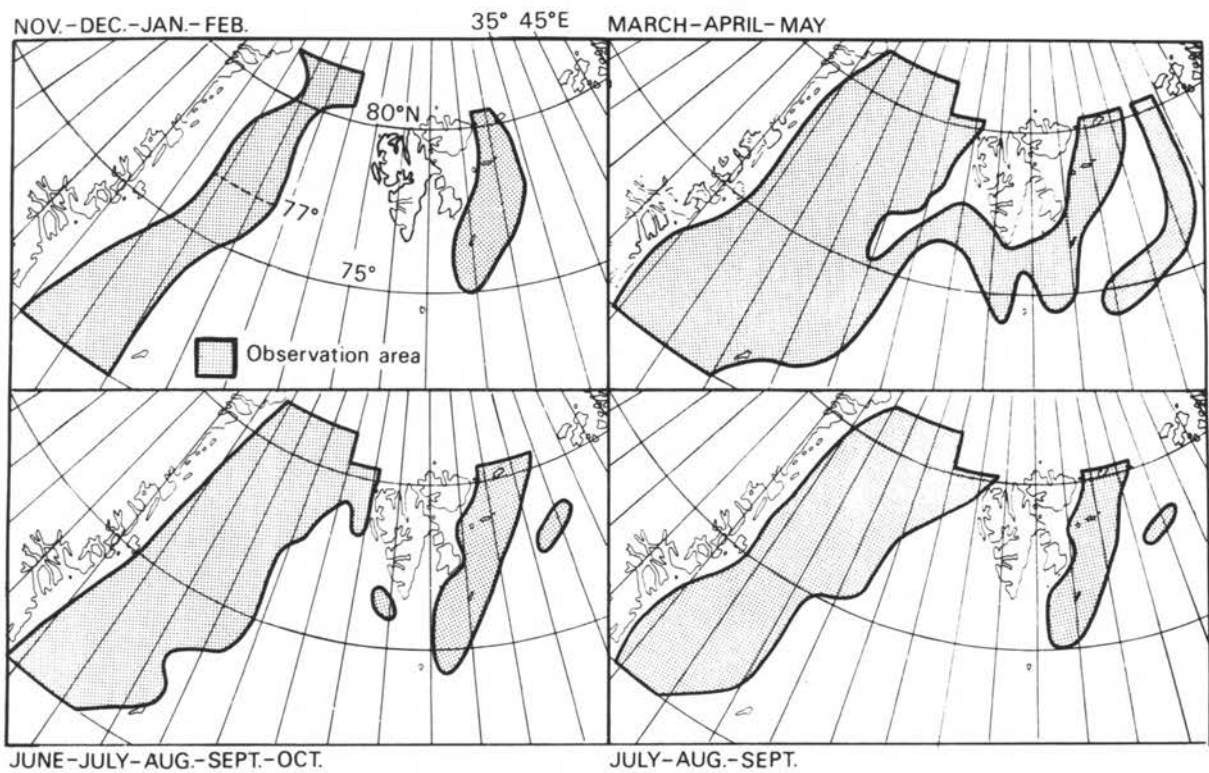 NOV.-DEC.-JAN.-FEB.
35° 45°E
MARCH-APRIL-MAY
80°N
77°
75°
Observation area
JUNE-JULY-AUG.-SEPT.-OCT.
JULY-AUG.-SEPT.